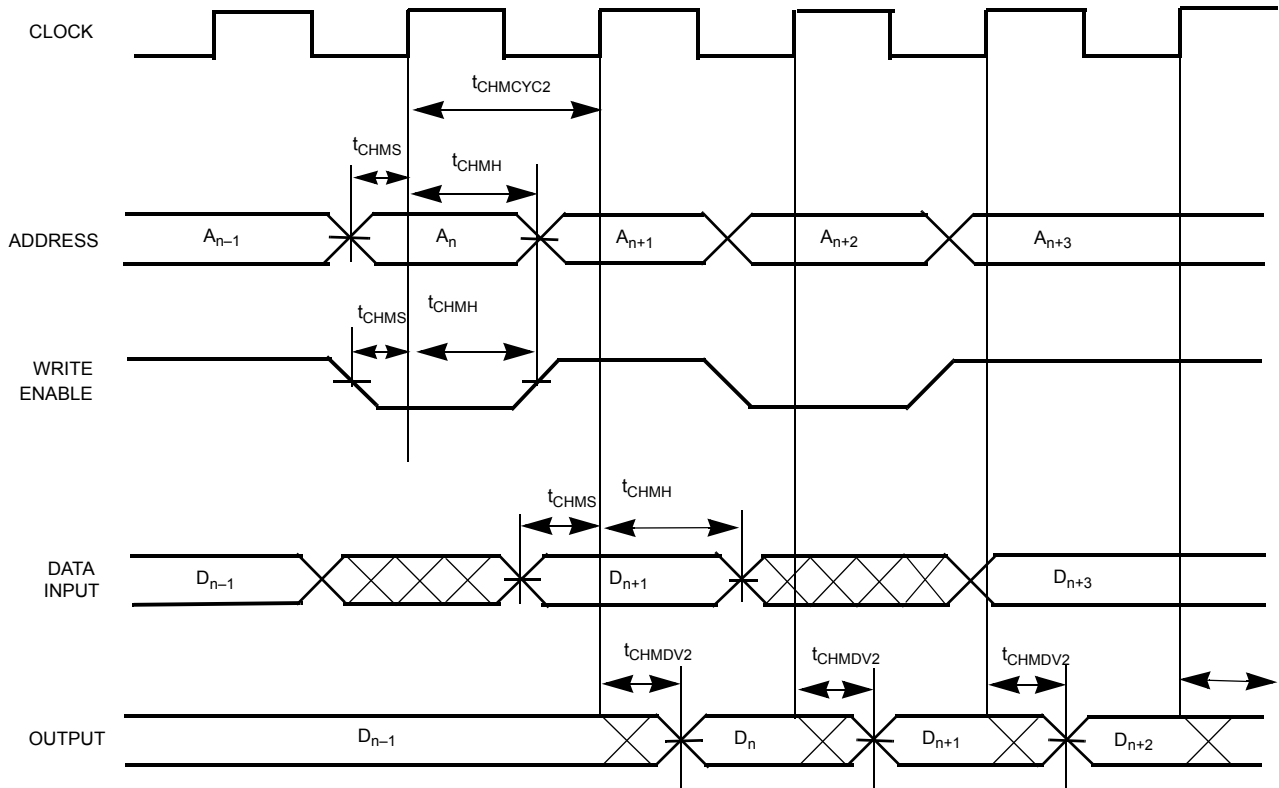 CLOCK
tCHMCYC2
tCHMS
tCHMH
ADDRESS
An–1
An
An+1
An+2
An+3
tCHMS
tCHMH
WRITE
ENABLE
tCHMS
tCHMH
DATA
INPUT
Dn–1
Dn+1
Dn+3
tCHMDV2
tCHMDV2
tCHMDV2
OUTPUT
Dn–1
Dn
Dn+1
Dn+2